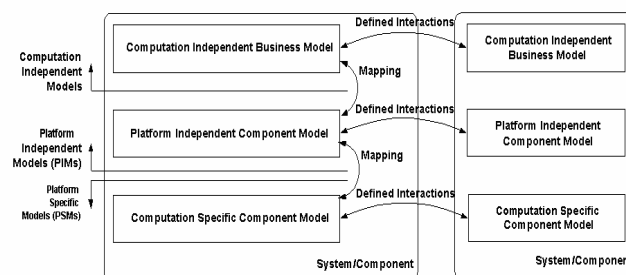 Defined Interactions
Computation Independent Business Model
Computation Independent
Business Model
Computation
Independent
Models
Mapping
Defined Interactions
Platform Independent Component Model
Platform Independent
Component Model
Platform
Independent
Models (PIMs)
Mapping
Platform
Specific
Models (PSMs)
Defined Interactions
Computation Specific Component Model
Computation Specific
Component Model
System/Component
System/Componen